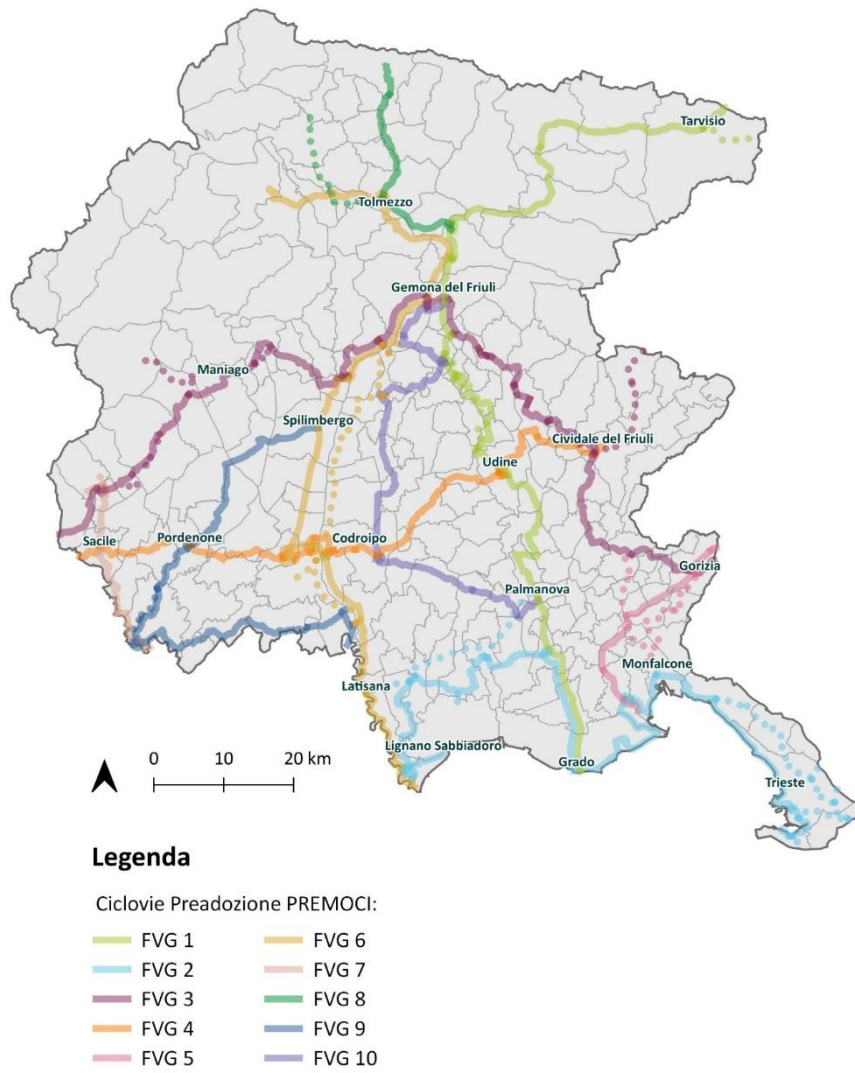 Tarvisio
Tolmezzo
Gemona del Friuli
Maniago
Spilimbergo
Cividale del Friuli
Udine
Sacile
Pordenone
Codroipo
Gorizia
Palmanova
Monfalcone
Latisana
Lignano Sabbiadoro
Grado
Trieste
0 10 20 km
Legenda
Ciclovie Preadozione PREMOCI:
FVG 1
FVG 2
FVG 3
FVG 4
FVG 5
FVG 6
FVG 7
FVG 8
FVG 9
FVG 10